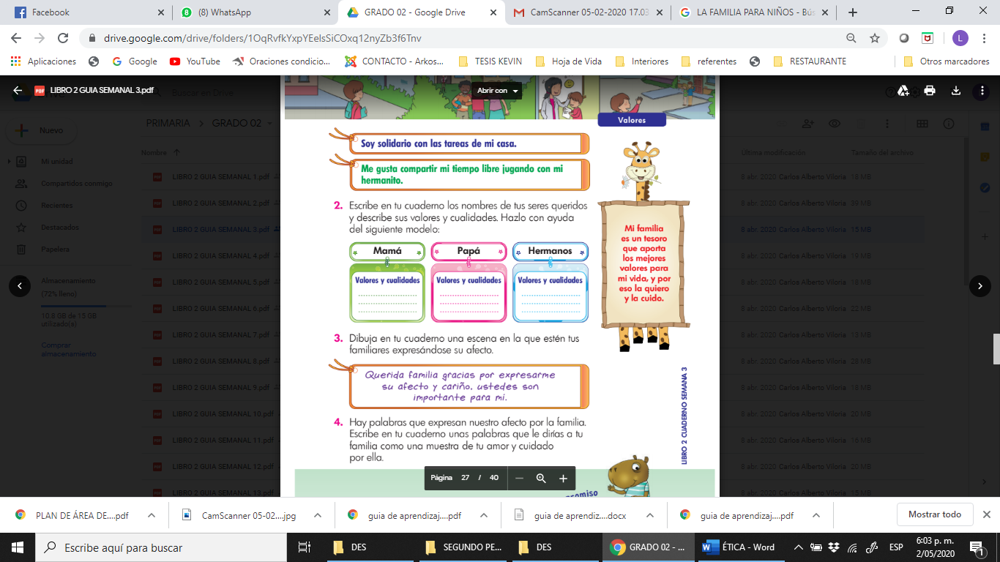 Facebook
(8) WhatsApp
GRADO 02 - Google Drive
CamScanner 05-02-2020 17.03
LA FAMILIA PARA NIÑOS - Bús
drive.google.com/drive/folders/1OqRvfkYxpYEelsSiCOxq12nyZb3f6Tnv
L
Aplicaciones
Google
YouTube
Oraciones condicio...
CONTACTO - Arkos...
TESIS KEVIN
Hoja de Vida
Interiores
referentes
RESTAURANTE
Otros marcadores
LIBRO 2 GUIA SEMANAL 3.pdf
Buscar en Drive
Abrir con
Nuevo
Mi unidad
Compartidos conmigo
Recientes
Destacados
Papelera
Almacenamiento
(72% lleno)
10.8 GB de 15 GB
utilizado(s)
Comprar
almacenamiento
PRIMARIA > GRADO 02
Nombre
Última modificación
Tamaño del archivo
LIBRO 2 GUIA SEMANAL 1.pdf
8 abr. 2020 Carlos Alberto Viloria 18 MB
LIBRO 2 GUIA SEMANAL 2.pdf
8 abr. 2020 Carlos Alberto Viloria 39 MB
LIBRO 2 GUIA SEMANAL 3.pdf
8 abr. 2020 Carlos Alberto Viloria 15 MB
LIBRO 2 GUIA SEMANAL 4.pdf
8 abr. 2020 Carlos Alberto Viloria 19 MB
LIBRO 2 GUIA SEMANAL 5.pdf
8 abr. 2020 Carlos Alberto Viloria 18 MB
LIBRO 2 GUIA SEMANAL 6.pdf
8 abr. 2020 Carlos Alberto Viloria 22 MB
LIBRO 2 GUIA SEMANAL 7.pdf
8 abr. 2020 Carlos Alberto Viloria 13 MB
LIBRO 2 GUIA SEMANAL 8.pdf
8 abr. 2020 Carlos Alberto Viloria 28 MB
LIBRO 2 GUIA SEMANAL 9.pdf
8 abr. 2020 Carlos Alberto Viloria 18 MB
LIBRO 2 GUIA SEMANAL 10.pdf
8 abr. 2020 Carlos Alberto Viloria 20 MB
LIBRO 2 GUIA SEMANAL 11.pdf
8 abr. 2020 Carlos Alberto Viloria 16 MB
LIBRO 2 GUIA SEMANAL 12.pdf
8 abr. 2020 Carlos Alberto Viloria 20 MB
LIBRO 2 GUIA SEMANAL 13.pdf
8 abr. 2020 Carlos Alberto Viloria 15 MB
Valores
Soy solidario con las tareas de mi casa.
Me gusta compartir mi tiempo libre jugando con mi
hermanito.
2. Escribe en tu cuaderno los nombres de tus seres queridos
y describe sus valores y cualidades. Hazlo con ayuda
del siguiente modelo:
Mamá
Papá
Hermanos
Valores y cualidades
Valores y cualidades
Valores y cualidades
Mi familia
es un tesoro
que aporta
los mejores
valores para
mi vida, y por
eso la quiero
y la cuido.
3. Dibuja en tu cuaderno una escena en la que estén tus
familiares expresándose su afecto.
Querida familia gracias por expresarme
su afecto y cariño, ustedes son
importante para mí.
4. Hay palabras que expresan nuestro afecto por la familia.
Escribe en tu cuaderno unas palabras que le dirías a tu
familia como una muestra de tu amor y cuidado
por ella.
LIBRO 2 CUADERNO SEMANA 3
Página 27 / 40
PLAN DE ÁREA DE....pdf
CamScanner 05-02....jpg
guia de aprendizaj....pdf
guia de aprendiz....docx
guia de aprendizaj....pdf
Mostrar todo
Escribe aquí para buscar
DES
SEGUNDO PE...
DES
GRADO 02 - ...
ÉTICA - Word
ESP
6:03 p. m.
2/05/2020
1